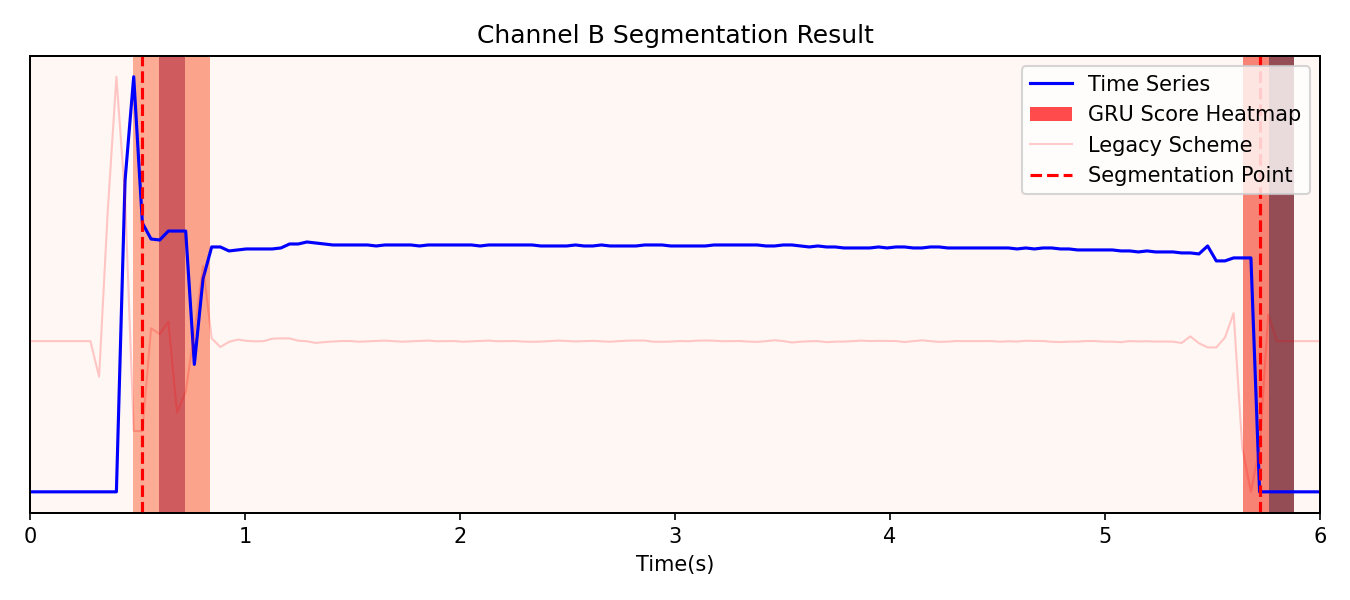 Channel B Segmentation Result
Time Series
GRU Score Heatmap
Legacy Scheme
Segmentation Point
0 1 2 3 4 5 6
Time(s)